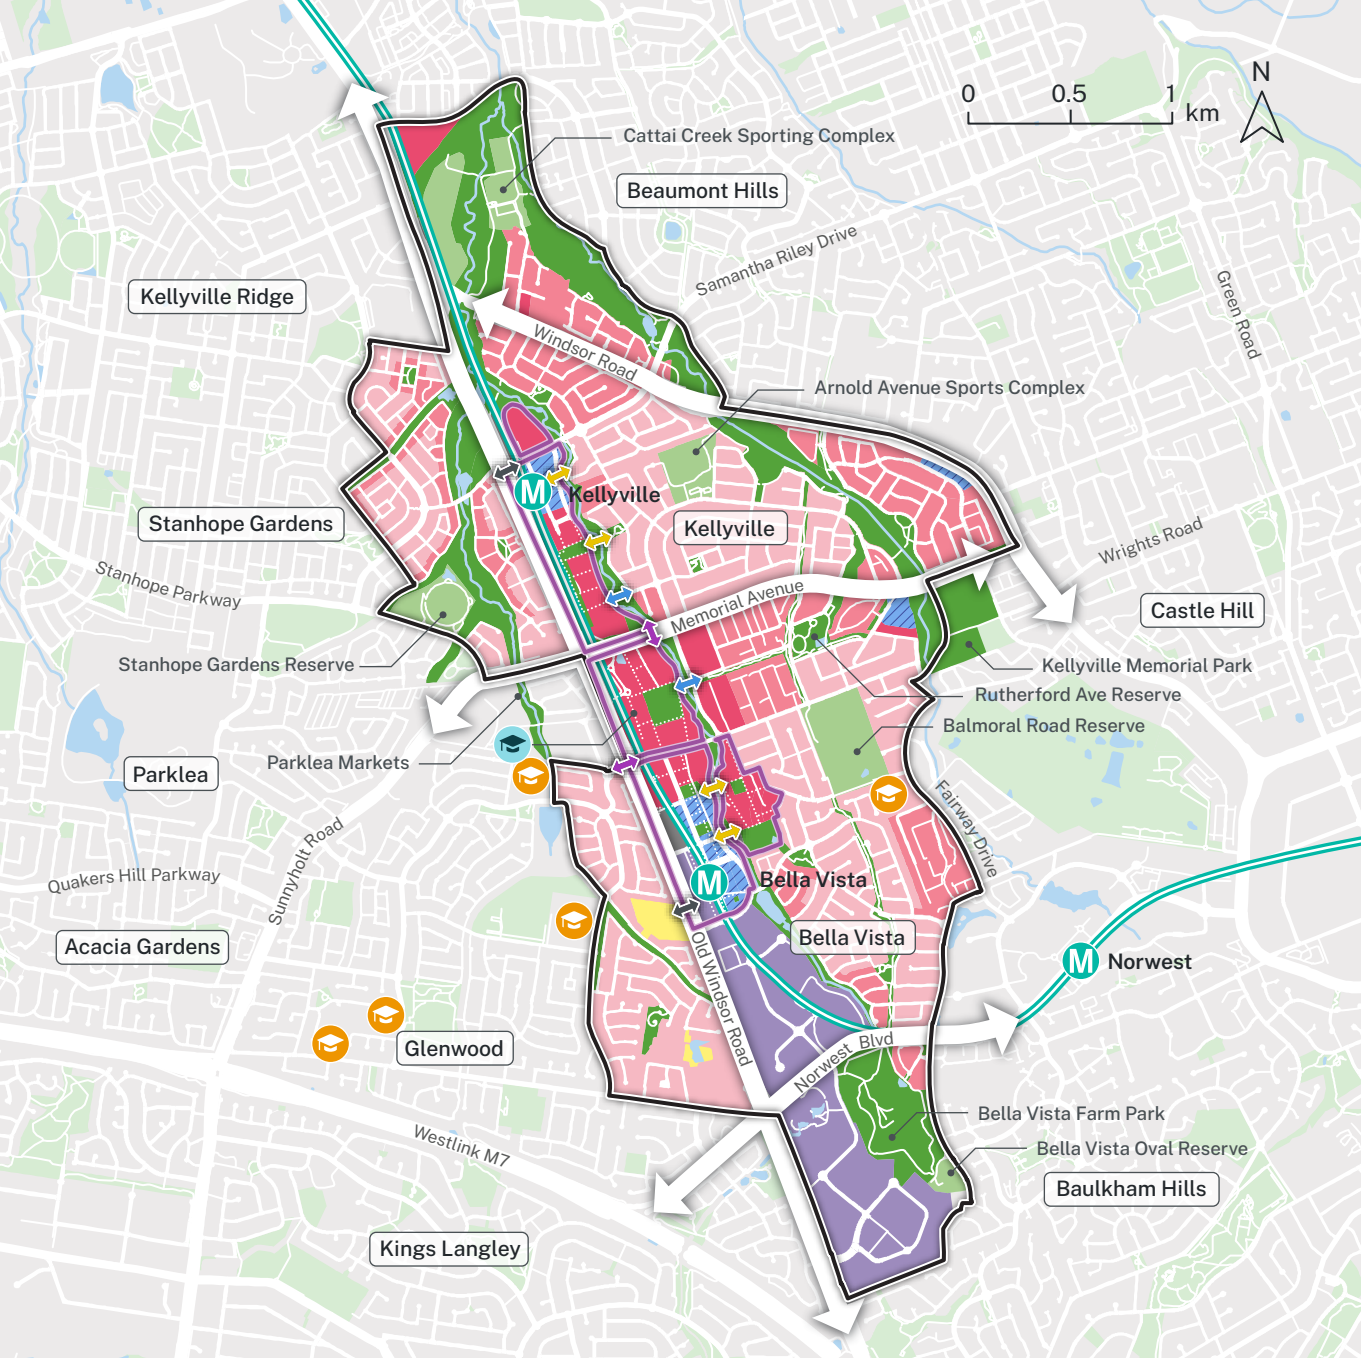 N
0 0.5 1 km
Cattai Creek Sporting Complex
Beaumont Hills
Samantha Riley Drive
Kellyville Ridge
Green Road
Windsor Road
Arnold Avenue Sports Complex
M Kellyville
Kellyville
Stanhope Gardens
Wrights Road
Stanhope Parkway
Memorial Avenue
Castle Hill
Stanhope Gardens Reserve
Kellyville Memorial Park
Rutherford Ave Reserve
Balmoral Road Reserve
Parklea Markets
Parklea
Fairway Drive
Sunnyholt Road
Quakers Hill Parkway
M Bella Vista
Bella Vista
Acacia Gardens
Old Windsor Road
M Norwest
Glenwood
Norwest Blvd
Bella Vista Farm Park
Westlink M7
Bella Vista Oval Reserve
Baulkham Hills
Kings Langley